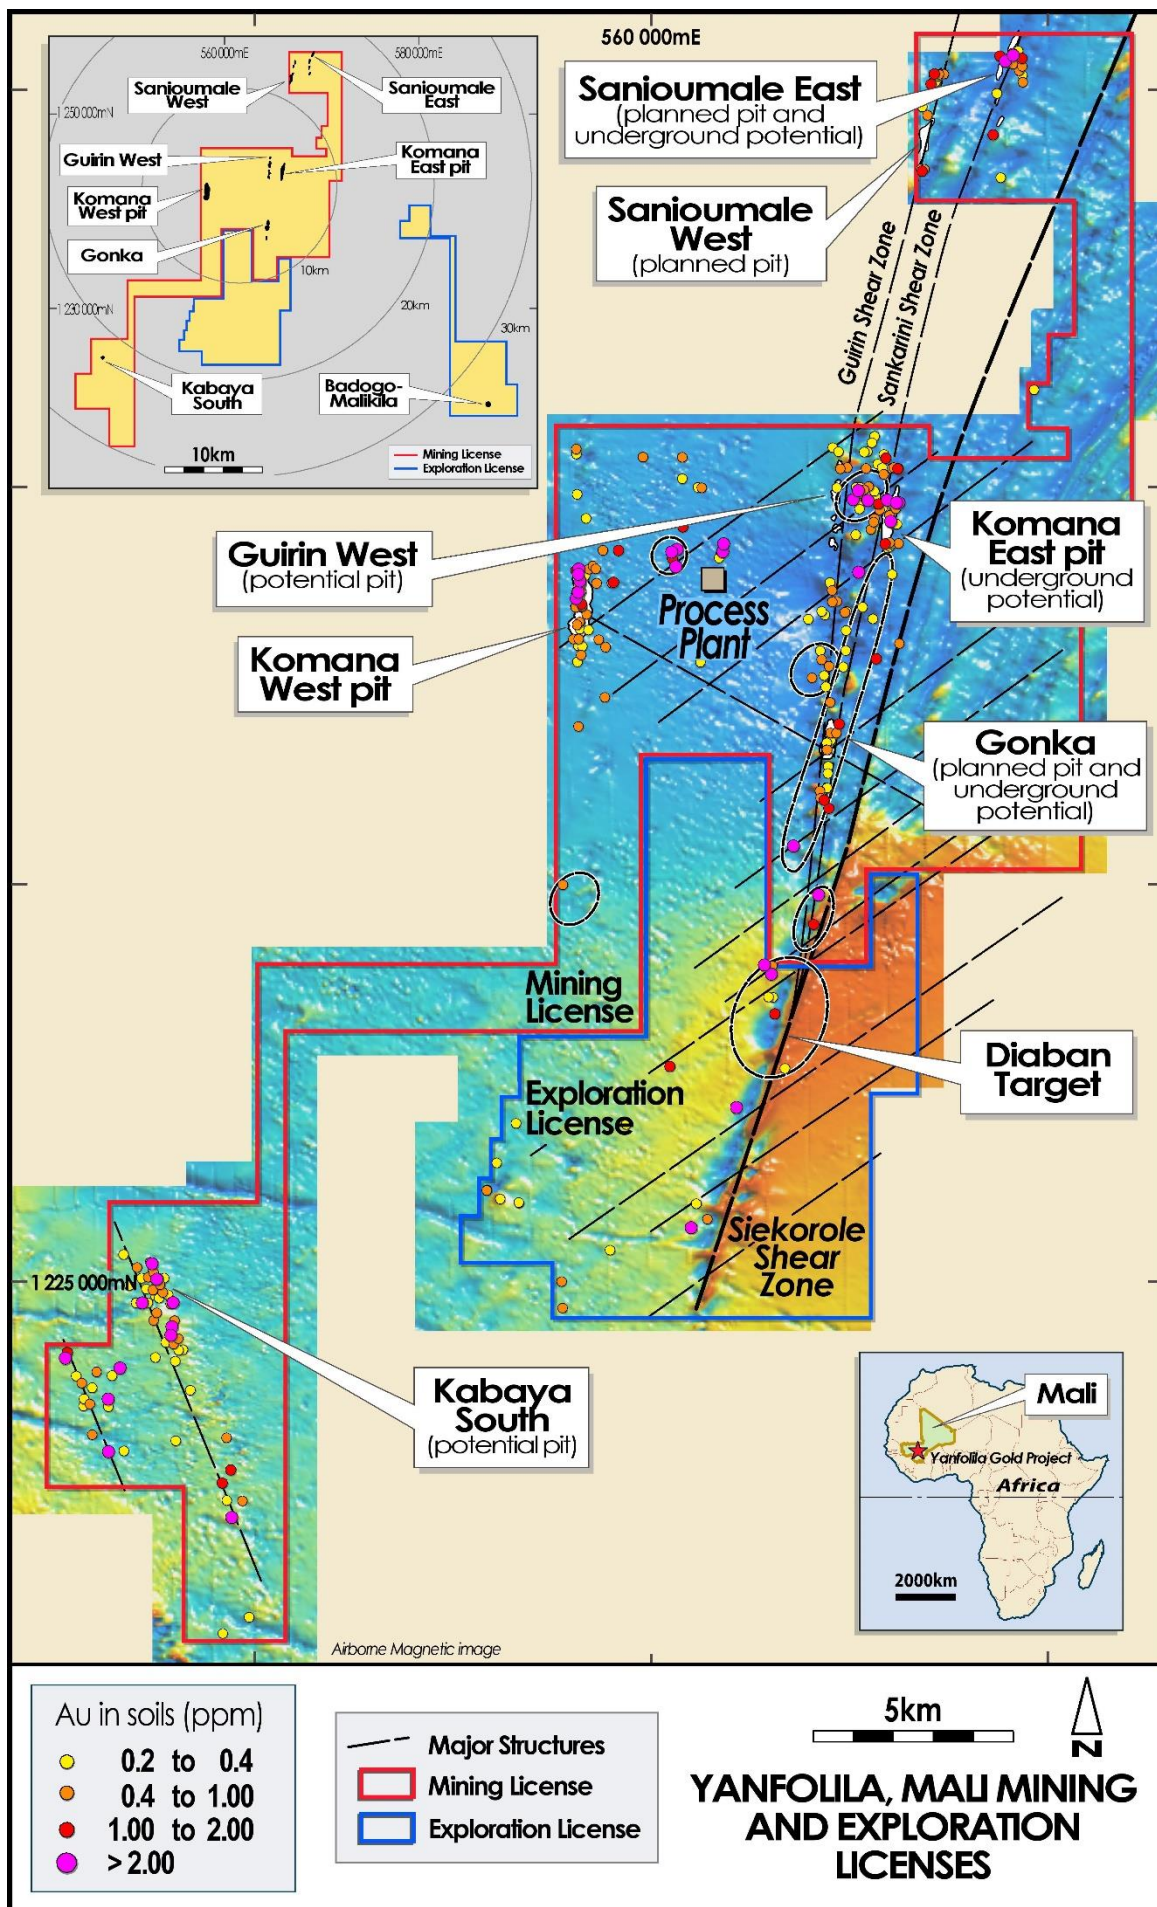 560 000mE
580 000mE
Sanioumale
West
Sanioumale
East
1 250 000mN
Guirin West
Komana
East pit
Komana
West pit
Gonka
10km
1 230 000mN
20km
30km
Kabaya
South
Badogo-
Malikila
10km
Mining License
Exploration License
560 000mE
Sanioumale East
(planned pit and
underground potential)
Sanioumale
West
(planned pit)
Guirin Shear Zone
Sankarini Shear Zone
Guirin West
(potential pit)
Komana
East pit
(underground
potential)
Process
Plant
Komana
West pit
Gonka
(planned pit and
underground
potential)
Mining
License
Diaban
Target
Exploration
License
Siekorole
Shear
Zone
1 225 000mN
Kabaya
South
(potential pit)
Mali
Yanfolila Gold Project
Africa
2000km
Airborne Magnetic image
Au in soils (ppm)
0.2 to 0.4
0.4 to 1.00
1.00 to 2.00
> 2.00
Major Structures
Mining License
Exploration License
5km
N
YANFOLILA, MALI MINING
AND EXPLORATION
LICENSES